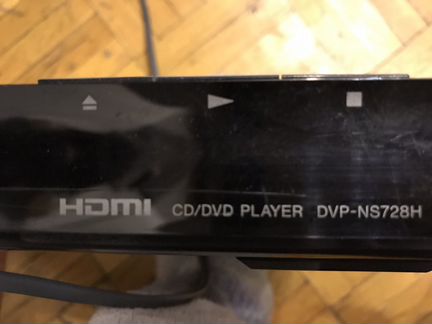 HDMI CD/DVD PLAYER DVP-NS728H